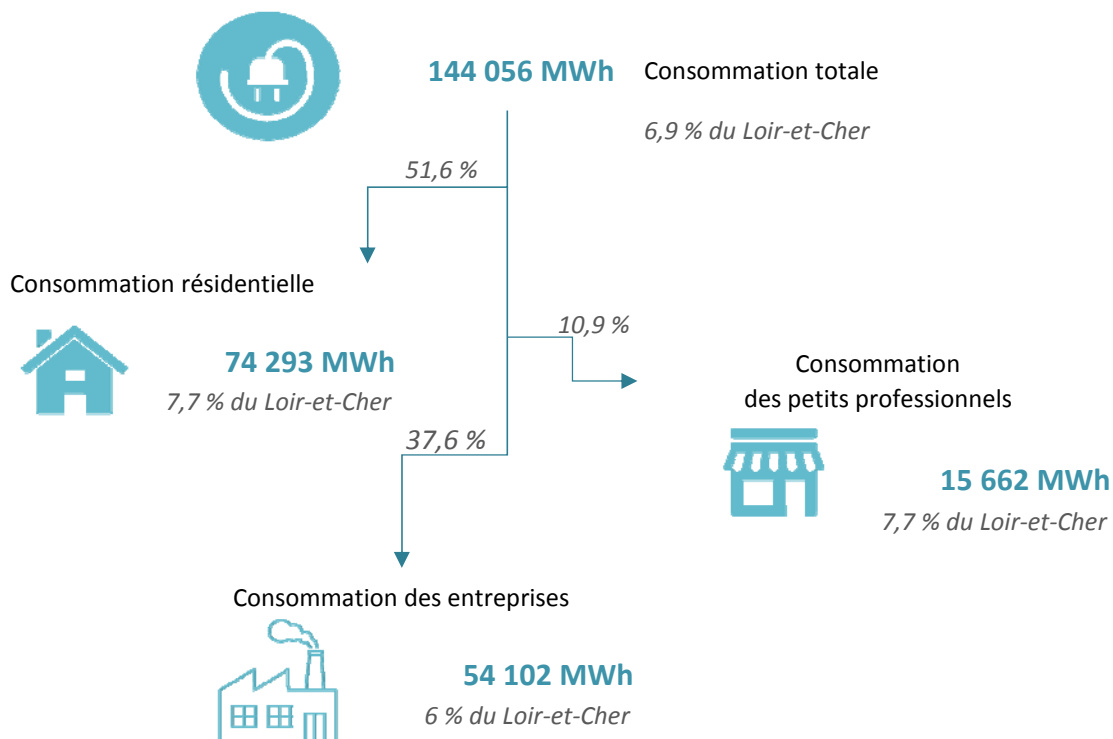 144 056 MWh Consommation totale
6,9 % du Loir-et-Cher
51,6 %
Consommation résidentielle
74 293 MWh
7,7 % du Loir-et-Cher
10,9 %
Consommation
des petits professionnels
15 662 MWh
7,7 % du Loir-et-Cher
37,6 %
Consommation des entreprises
54 102 MWh
6 % du Loir-et-Cher